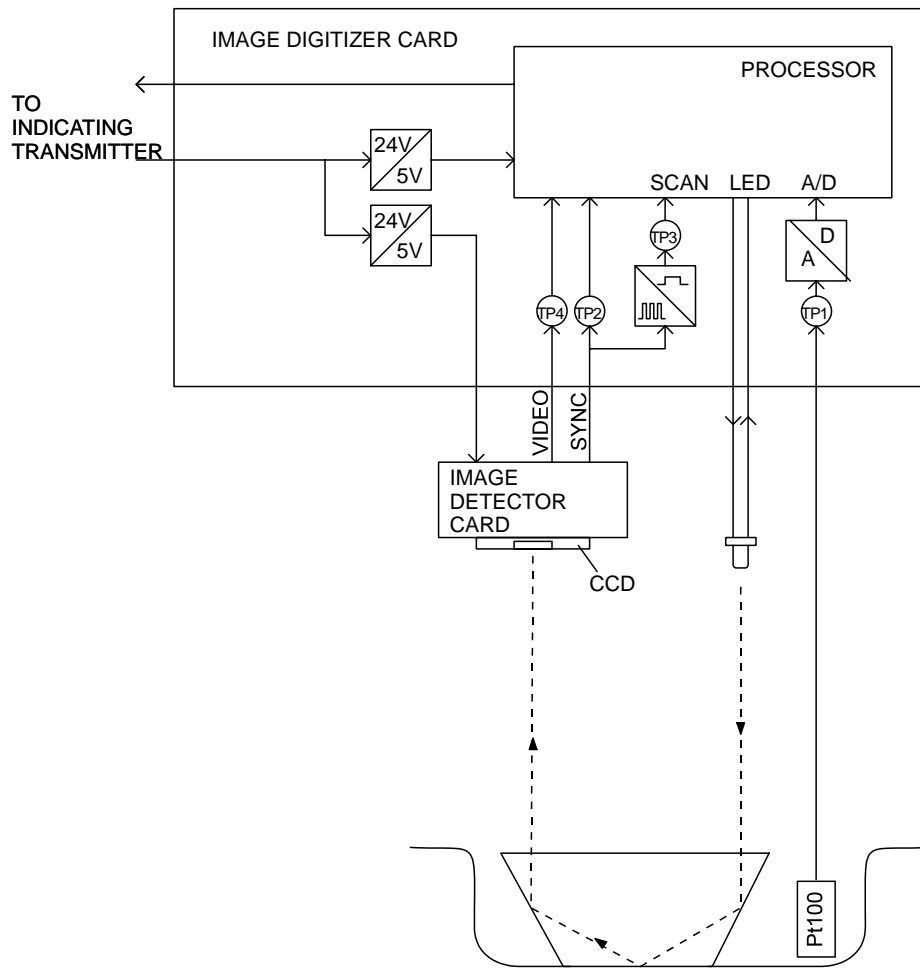 IMAGE DIGITIZER CARD
PROCESSOR
TO
INDICATING
TRANSMITTER
24V
5V
24V
5V
SCAN LED A/D
TP3
D
A
TP4
TP2
TP1
VIDEO
SYNC
IMAGE
DETECTOR
CARD
CCD
Pt100